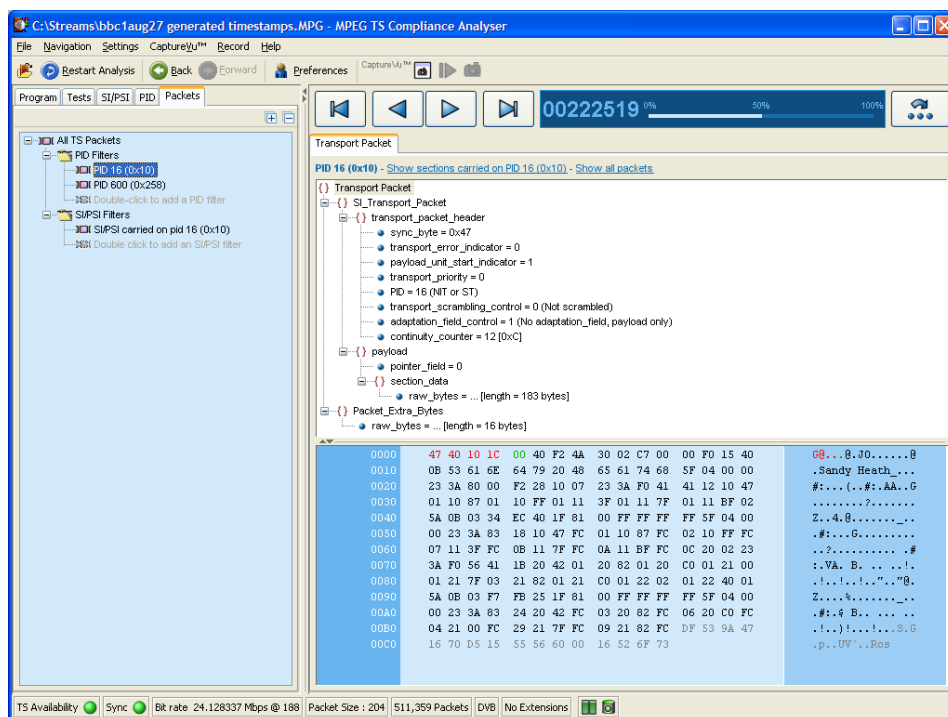 C:\Streams\bbc1aug27 generated timestamps.MPG - MPEG TS Compliance Analyser
File Navigation Settings CaptureVu™ Record Help
Restart Analysis Back Forward Preferences CaptureVu™
Program Tests SI/PSI PID Packets
All TS Packets
PID Filters
PID 16 (0x10)
PID 600 (0x258)
Double-click to add a PID filter
SI/PSI Filters
SI/PSI carried on pid 16 (0x10)
Double click to add an SI/PSI filter
00222519 0% 50% 100%
Transport Packet
PID 16 (0x10) - Show sections carried on PID 16 (0x10) - Show all packets
{} Transport Packet
{} SI_Transport_Packet
{} transport_packet_header
sync_byte = 0x47
transport_error_indicator = 0
payload_unit_start_indicator = 1
transport_priority = 0
PID = 16 (NIT or ST)
transport_scrambling_control = 0 (Not scrambled)
adaptation_field_control = 1 (No adaptation_field, payload only)
continuity_counter = 12 [0xC]
{} payload
pointer_field = 0
{} section_data
raw_bytes = ... [length = 183 bytes]
{} Packet_Extra_Bytes
raw_bytes = ... [length = 16 bytes]
0000 47 40 10 1C 00 40 F2 4A 30 02 C7 00 00 F0 15 40 G@...@.J0......@
0010 0B 53 61 6E 64 79 20 48 65 61 74 68 5F 04 00 00 .Sandy Heath_...
0020 23 3A 80 00 F2 28 10 07 23 3A F0 41 41 12 10 47 #:...(..#:.AA..G
0030 01 10 87 01 10 FF 01 11 3F 01 11 7F 01 11 BF 02 ........?.......
0040 5A 0B 03 34 EC 40 1F 81 00 FF FF FF FF 5F 04 00 Z..4.@......._..
0050 00 23 3A 83 18 10 47 FC 01 10 87 FC 02 10 FF FC .#:...G.........
0060 07 11 3F FC 0B 11 7F FC 0A 11 BF FC 0C 20 02 23 ..?.......... .#
0070 3A F0 56 41 1B 20 42 01 20 82 01 20 C0 01 21 00 :.VA. B. .. ..!.
0080 01 21 7F 03 21 82 01 21 C0 01 22 02 01 22 40 01 .!..!..!..".."@.
0090 5A 0B 03 F7 FB 25 1F 81 00 FF FF FF FF 5F 04 00 Z....%......._..
00A0 00 23 3A 83 24 20 42 FC 03 20 82 FC 06 20 C0 FC .#:.$ B.. ... ..
00B0 04 21 00 FC 29 21 7F FC 09 21 82 FC DF 53 9A 47 .!..)!...!...S.G
00C0 16 70 D5 15 55 56 60 00 16 52 6F 73 .p..UV`..Ros
TS Availability Sync Bit rate 24.128337 Mbps @ 188 Packet Size : 204 511,359 Packets DVB No Extensions